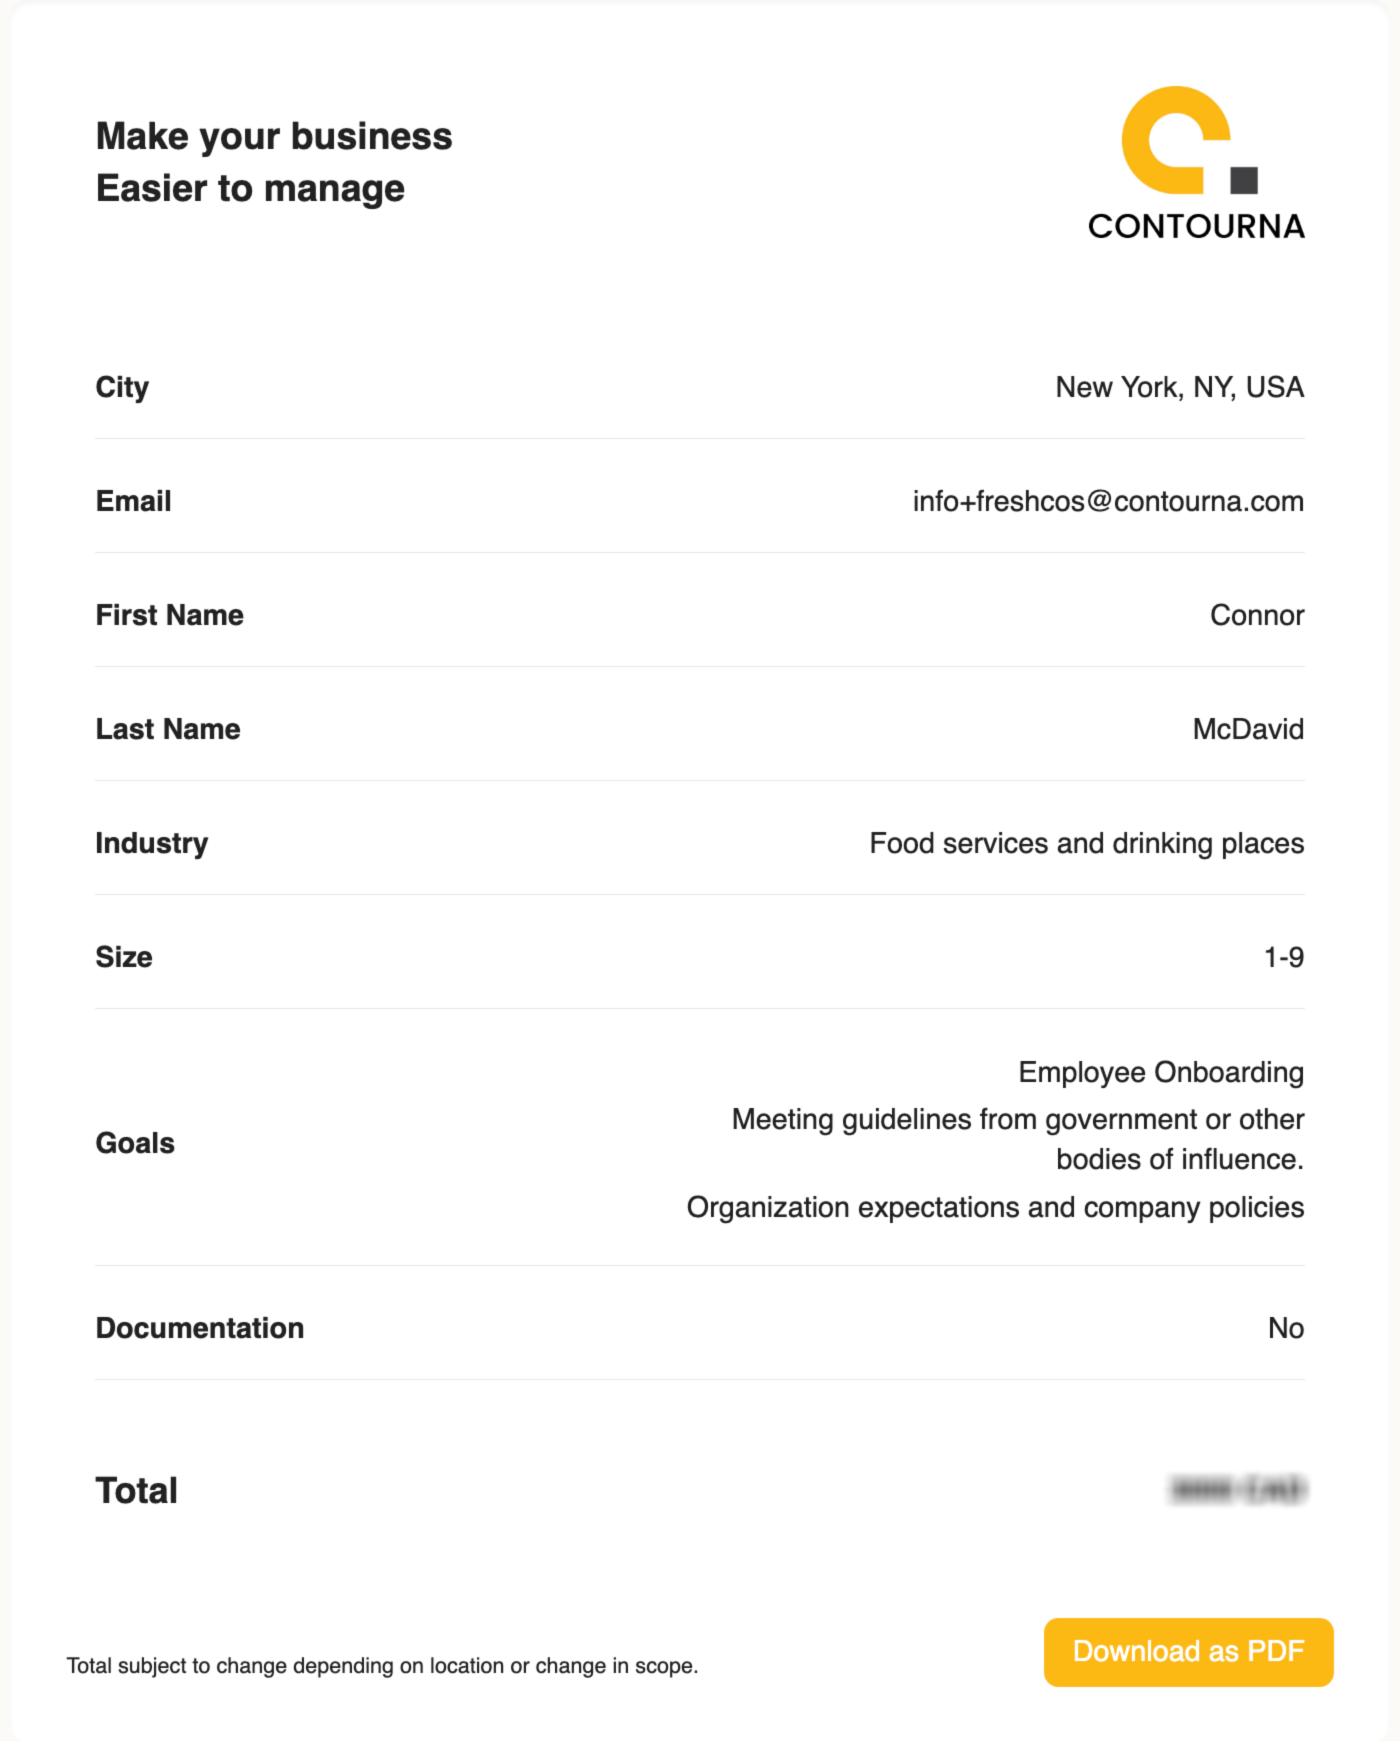 Make your business
Easier to manage
CONTOURNA
City
New York, NY, USA
Email
info+freshcos@contourna.com
First Name
Connor
Last Name
McDavid
Industry
Food services and drinking places
Size
1-9
Goals
Employee Onboarding
Meeting guidelines from government or other
bodies of influence.
Organization expectations and company policies
Documentation
No
Total
Total subject to change depending on location or change in scope.
Download as PDF